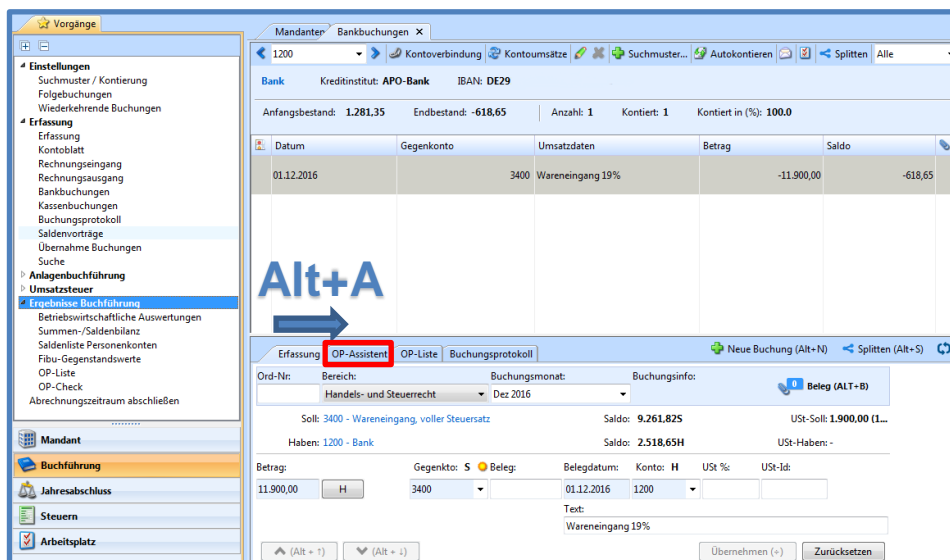 Vorgänge
Einstellungen
Suchmuster / Kontierung
Folgebuchungen
Wiederkehrende Buchungen
Erfassung
Erfassung
Kontoblatt
Rechnungseingang
Rechnungsausgang
Bankbuchungen
Kassenbuchungen
Buchungsprotokoll
Saldenvorträge
Übernahme Buchungen
Suche
Anlagenbuchführung
Umsatzsteuer
Ergebnisse Buchführung
Betriebswirtschaftliche Auswertungen
Summen-/Saldenbilanz
Saldenliste Personenkonten
Fibu-Gegenstandswerte
OP-Liste
OP-Check
Abrechnungszeitraum abschließen
Mandant
Buchführung
Jahresabschluss
Steuern
Arbeitsplatz
Mandanten Bankbuchungen ×
1200 Kontoverbindung Kontoumsätze Suchmuster... Autokontieren Splitten Alle
Bank Kreditinstitut: APO-Bank IBAN: DE29
Anfangsbestand: 1.281,35 Endbestand: -618,65 Anzahl: 1 Kontiert: 1 Kontiert in (%): 100.0
Datum Gegenkonto Umsatzdaten Betrag Saldo
01.12.2016 3400 Wareneingang 19% -11.900,00 -618,65
Alt+A
Erfassung OP-Assistent OP-Liste Buchungsprotokoll Neue Buchung (Alt+N) Splitten (Alt+S)
Ord-Nr: Bereich: Buchungsmonat: Buchungsinfo:
Handels- und Steuerrecht Dez 2016 0 Beleg (ALT+B)
Soll: 3400 - Wareneingang, voller Steuersatz Saldo: 9.261,82S USt-Soll: 1.900,00 (1...
Haben: 1200 - Bank Saldo: 2.518,65H USt-Haben: -
Betrag: Gegenkto: S Beleg: Belegdatum: Konto: H USt %: USt-Id:
11.900,00 H 3400 01.12.2016 1200
Text:
Wareneingang 19%
(Alt + ↑) (Alt + ↓) Übernehmen (+) Zurücksetzen